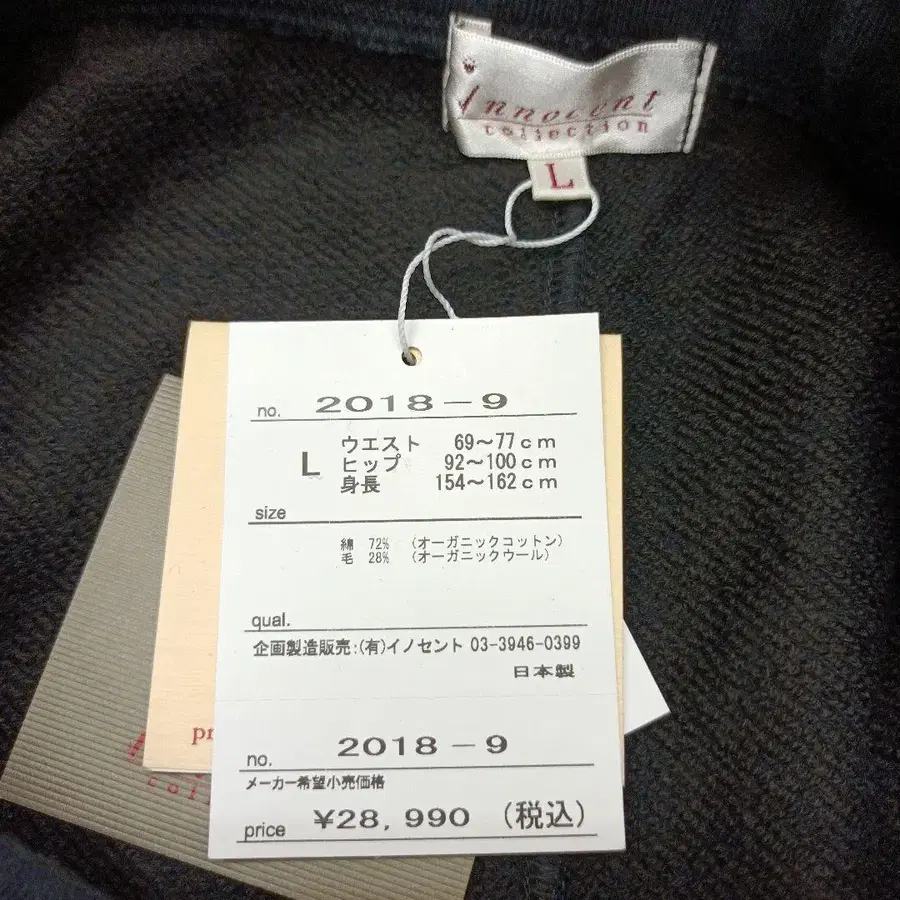 Innocent
collection
L
no. 2018-9
L
ウエスト 69～77cm
ヒップ 92～100cm
身長 154～162cm
size
綿 72% (オーガニックコットン)
毛 28% (オーガニックウール)
qual.
企画製造販売:(有)イノセント 03-3946-0399
日本製
no. 2018-9
メーカー希望小売価格
price ¥28,990 (税込)